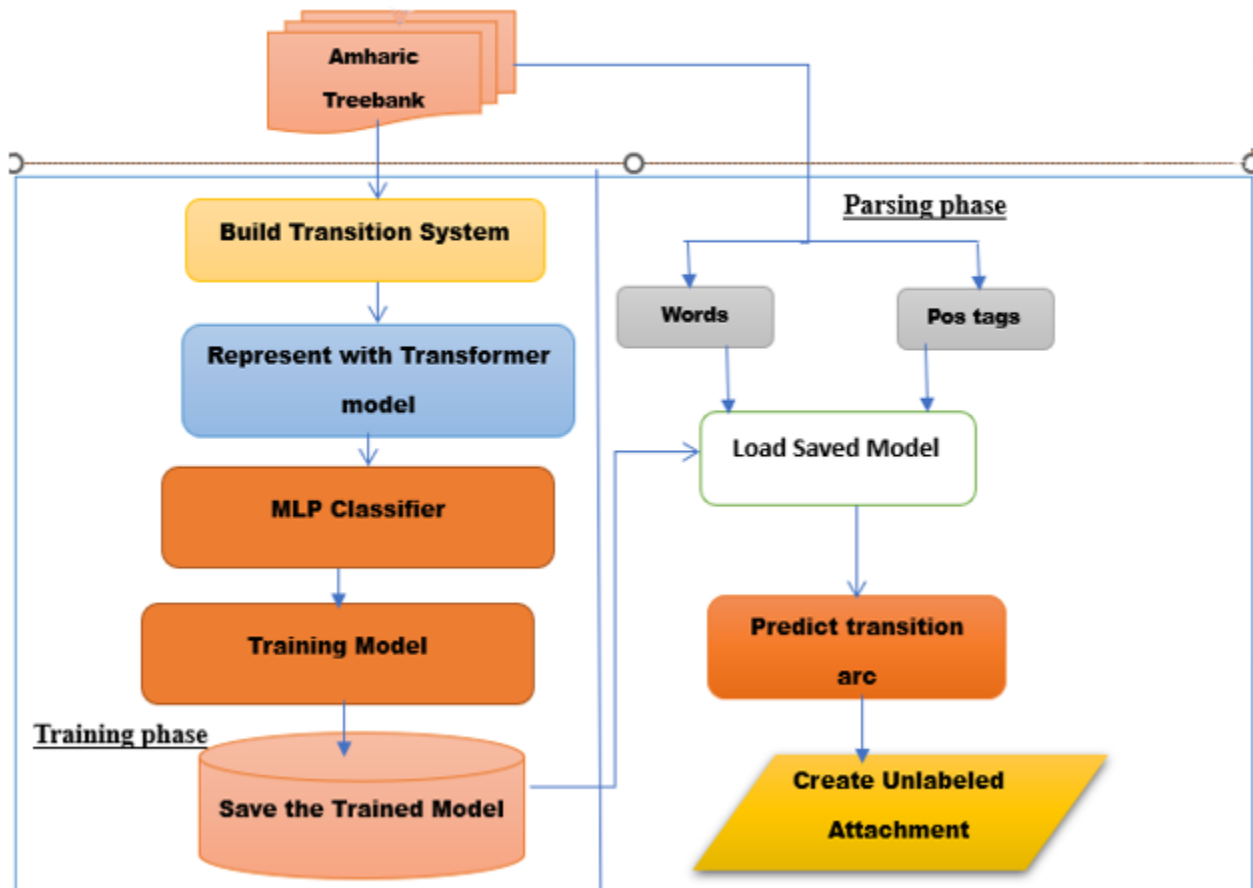 Amharic
Treebank
Build Transition System
Represent with Transformer
model
MLP Classifier
Training Model
Training phase
Save the Trained Model
Parsing phase
Words
Pos tags
Load Saved Model
Predict transition
arc
Create Unlabeled
Attachment